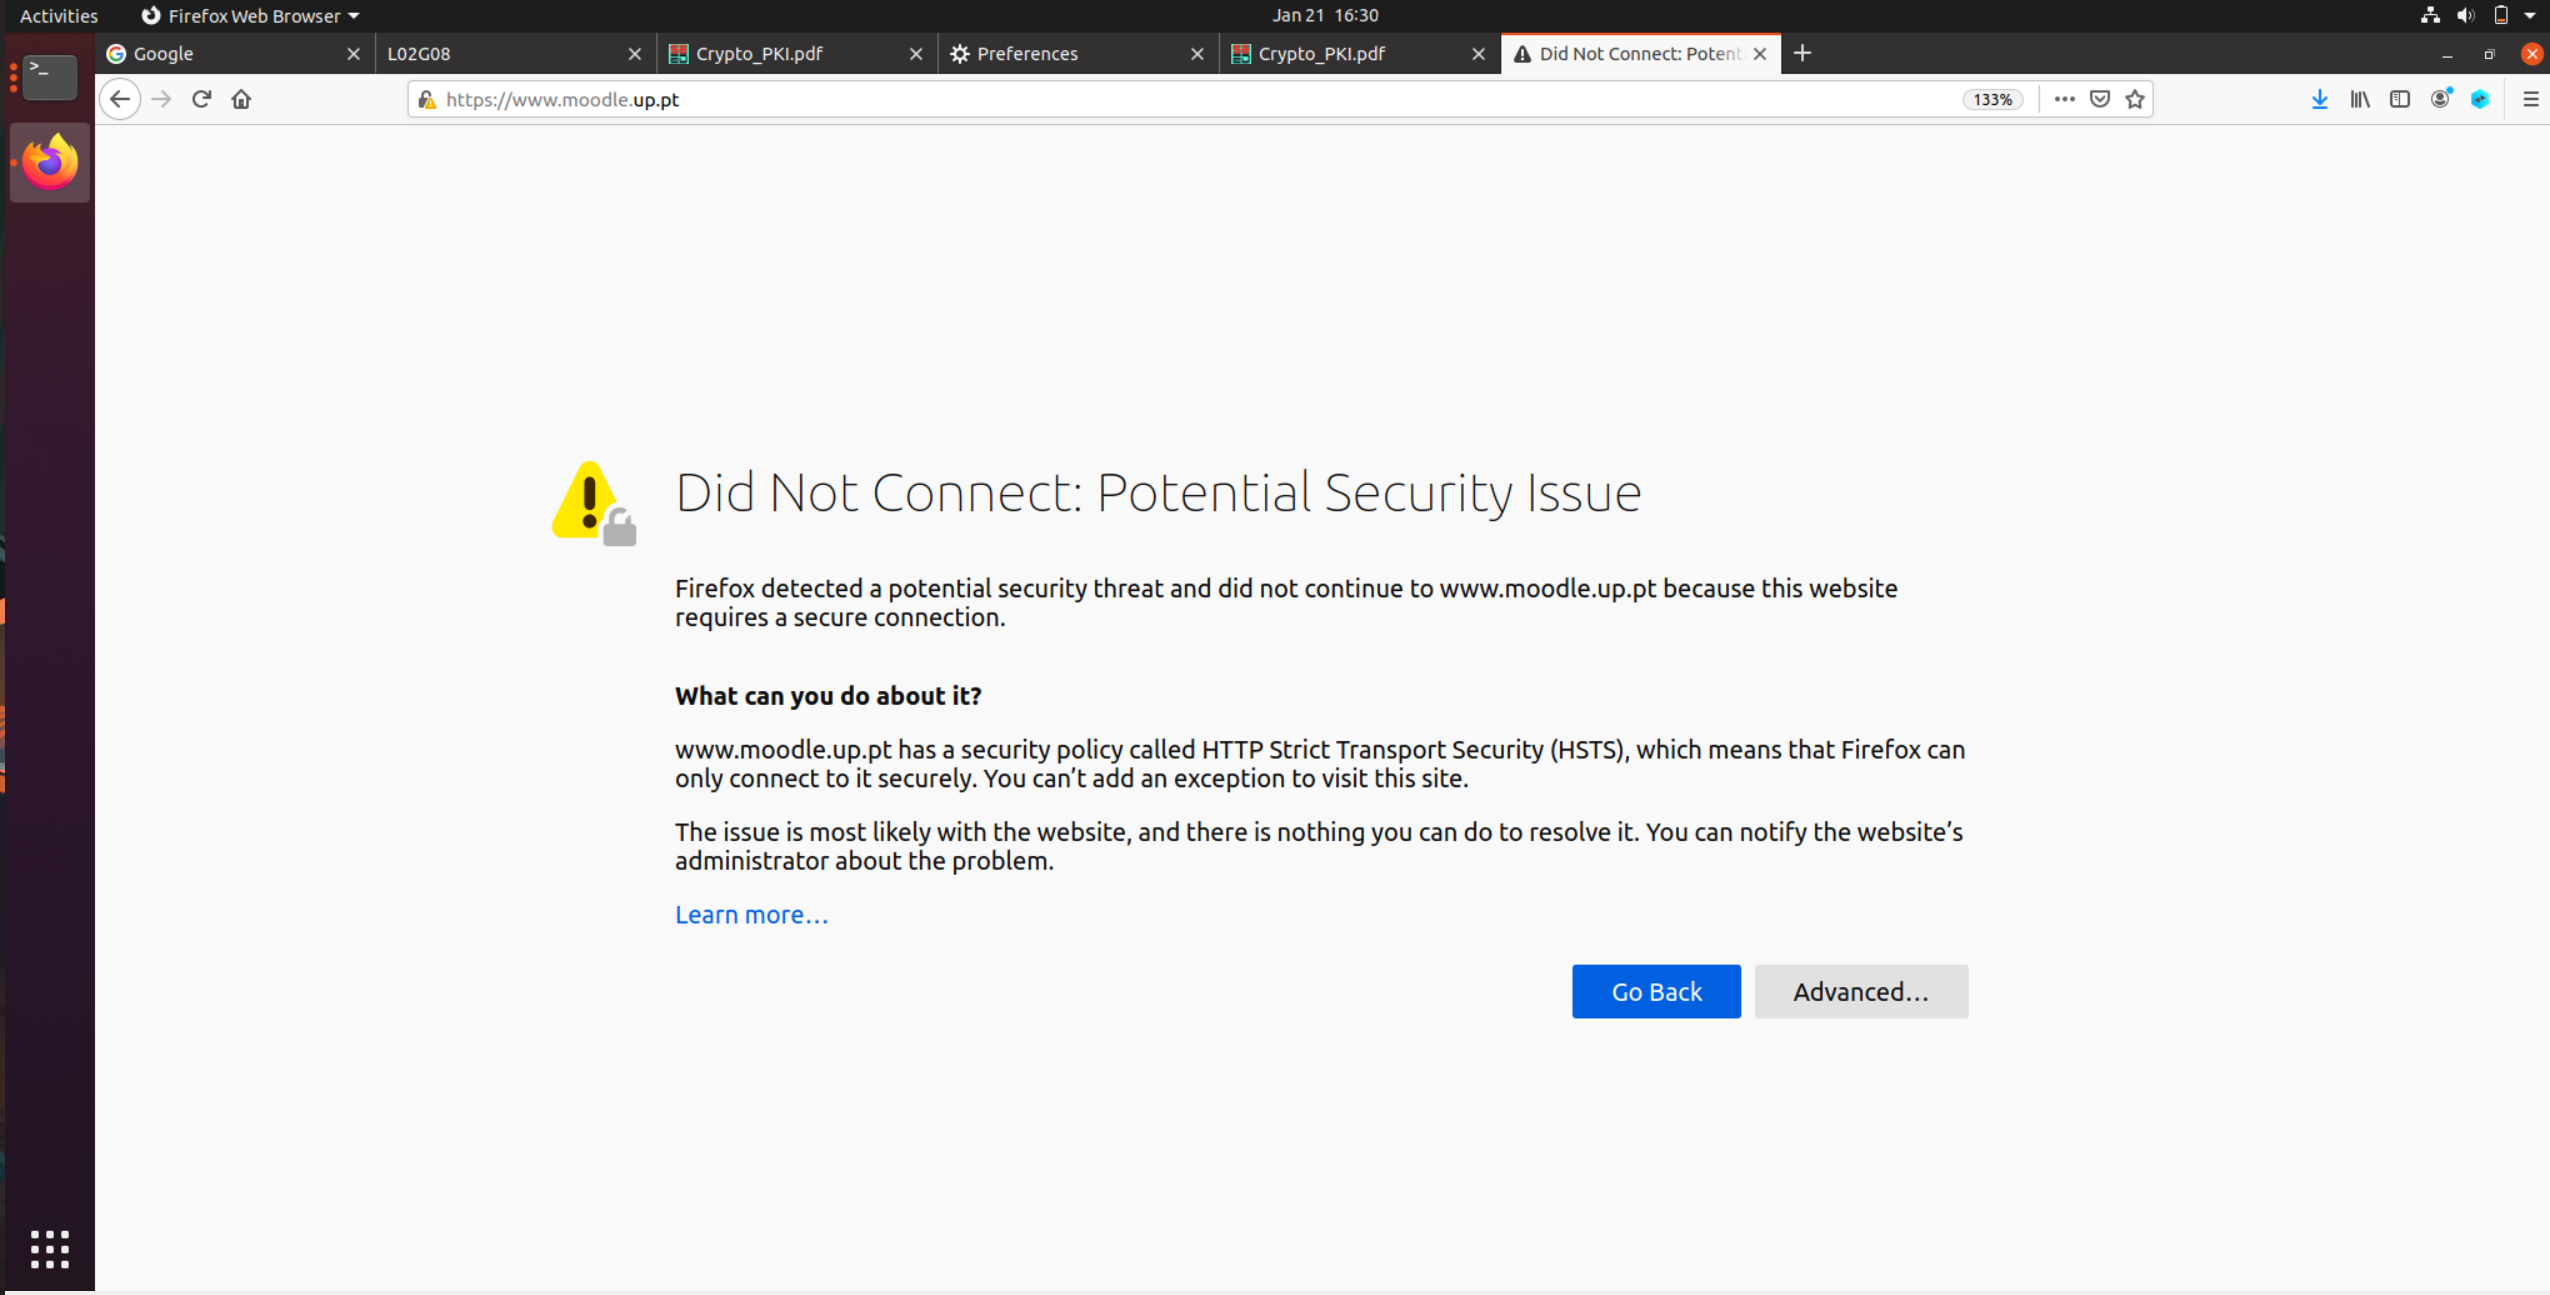 Activities
Firefox Web Browser
Jan 21 16:30
Google
L02G08
Crypto_PKI.pdf
Preferences
Crypto_PKI.pdf
Did Not Connect: Potent
https://www.moodle.up.pt
133%
Did Not Connect: Potential Security Issue
Firefox detected a potential security threat and did not continue to www.moodle.up.pt because this website
requires a secure connection.
What can you do about it?
www.moodle.up.pt has a security policy called HTTP Strict Transport Security (HSTS), which means that Firefox can
only connect to it securely. You can’t add an exception to visit this site.
The issue is most likely with the website, and there is nothing you can do to resolve it. You can notify the website’s
administrator about the problem.
Learn more…
Go Back
Advanced…